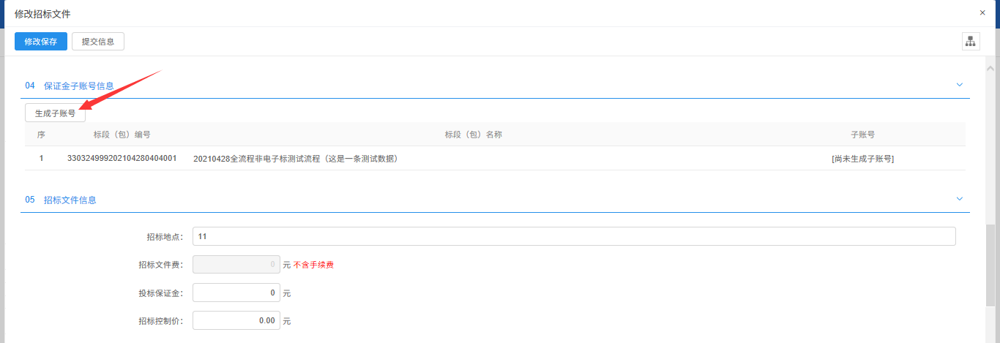 修改招标文件
×
修改保存 提交信息
04 保证金子账号信息
生成子账号
序 标段（包）编号 标段（包）名称 子账号
1 330324999202104280404001 20210428全流程非电子标测试流程（这是一条测试数据） [尚未生成子账号]
05 招标文件信息
招标地点： 11
招标文件费： 0 元 不含手续费
投标保证金： 0 元
招标控制价： 0.00 元